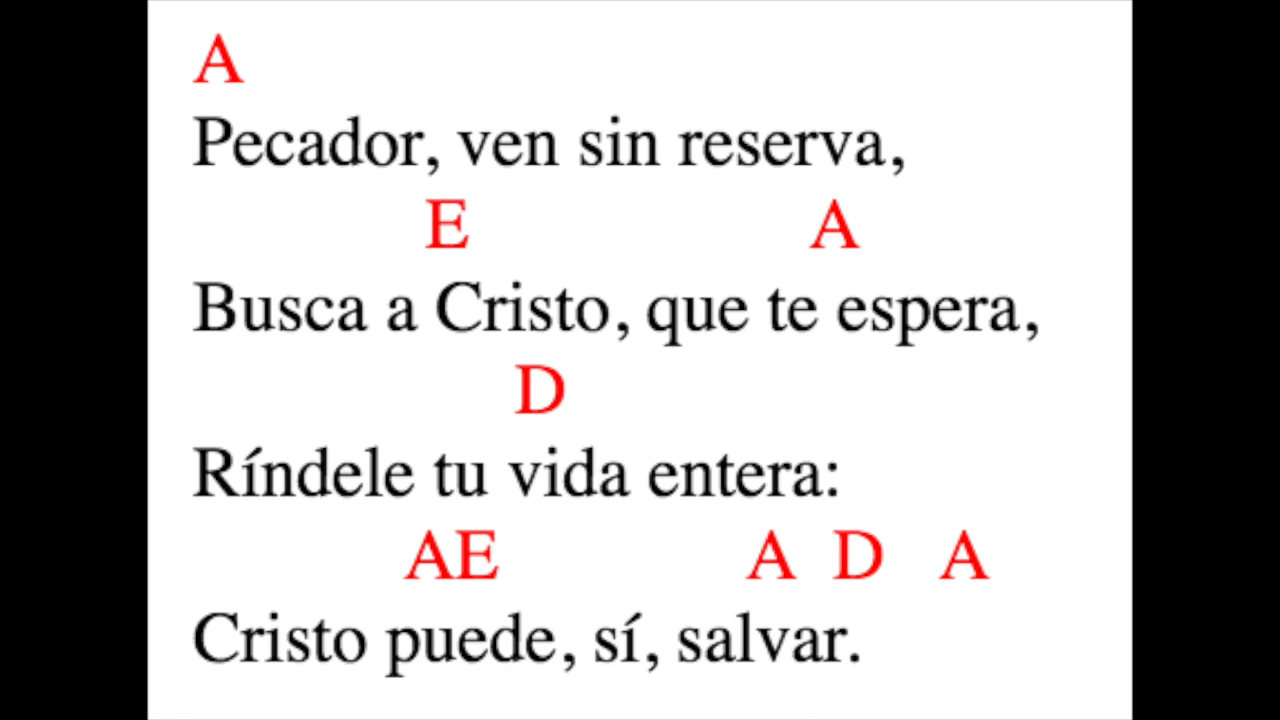 A
Pecador, ven sin reserva,
E A
Busca a Cristo, que te espera,
D
Ríndele tu vida entera:
AE A D A
Cristo puede, sí, salvar.